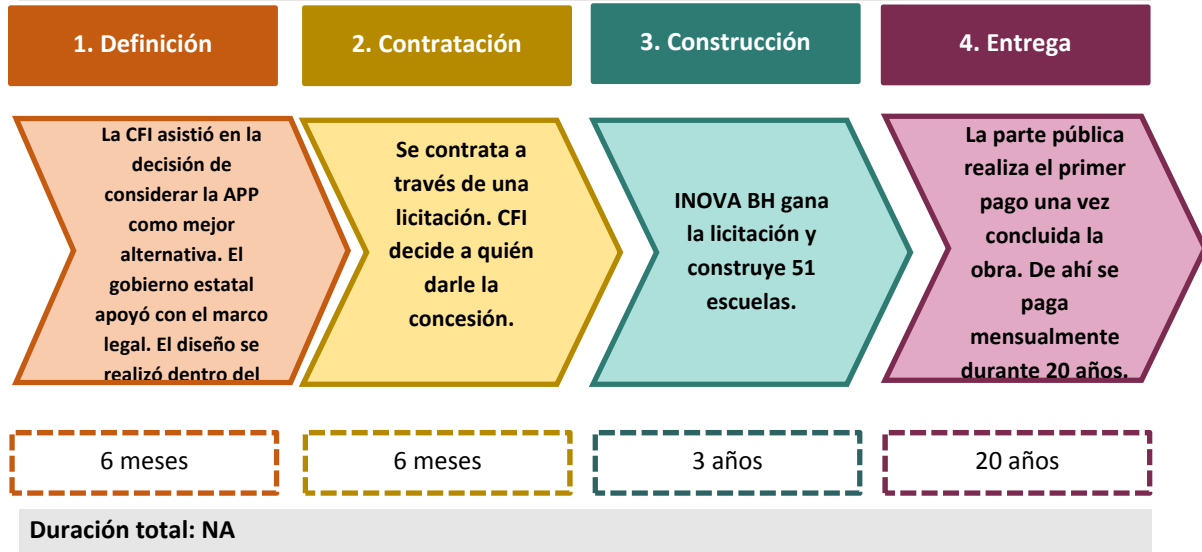 1. Definición
2. Contratación
3. Construcción
4. Entrega
La CFI asistió en la
decisión de
considerar la APP
como mejor
alternativa. El
gobierno estatal
apoyó con el marco
legal. El diseño se
realizó dentro del
Se contrata a
través de una
licitación. CFI
decide a quién
darle la
concesión.
INOVA BH gana
la licitación y
construye 51
escuelas.
La parte pública
realiza el primer
pago una vez
concluida la
obra. De ahí se
paga
mensualmente
durante 20 años.
6 meses
6 meses
3 años
20 años
Duración total: NA